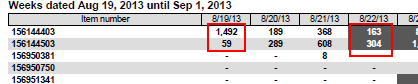 Weeks dated Aug 19, 2013 until Sep 1, 2013
Item number 8/19/13 8/20/13 8/21/13 8/22/13 8/
156144403 1,492 189 368 163
156144503 59 289 608 304 1,
156950381 - - 8 -
156950750 - - - -
156951341